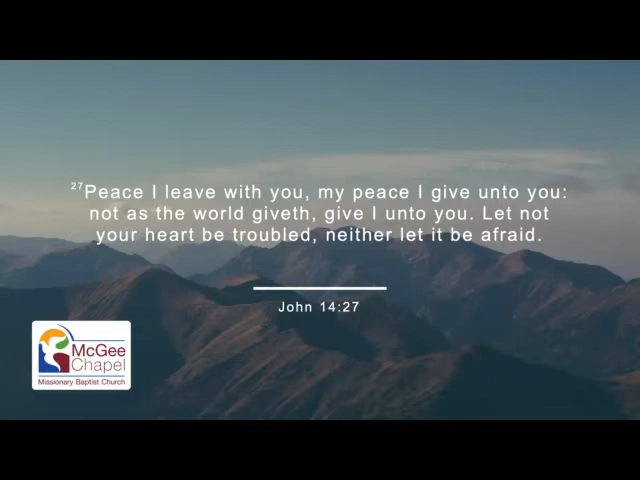 27Peace I leave with you, my peace I give unto you:
not as the world giveth, give I unto you. Let not
your heart be troubled, neither let it be afraid.
John 14:27
McGee
Chapel
Missionary Baptist Church